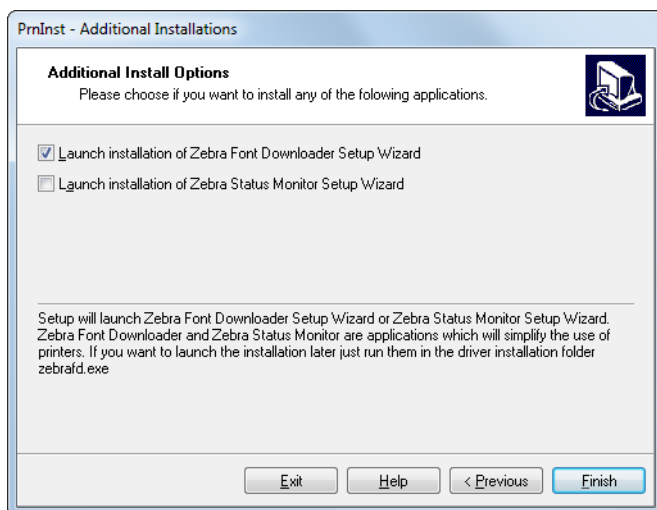 PrnInst - Additional Installations
Additional Install Options
Please choose if you want to install any of the folowing applications.
Launch installation of Zebra Font Downloader Setup Wizard
Launch installation of Zebra Status Monitor Setup Wizard
Setup will launch Zebra Font Downloader Setup Wizard or Zebra Status Monitor Setup Wizard.
Zebra Font Downloader and Zebra Status Monitor are applications which will simplify the use of
printers. If you want to launch the installation later just run them in the driver installation folder
zebrafd.exe
Exit Help < Previous Finish